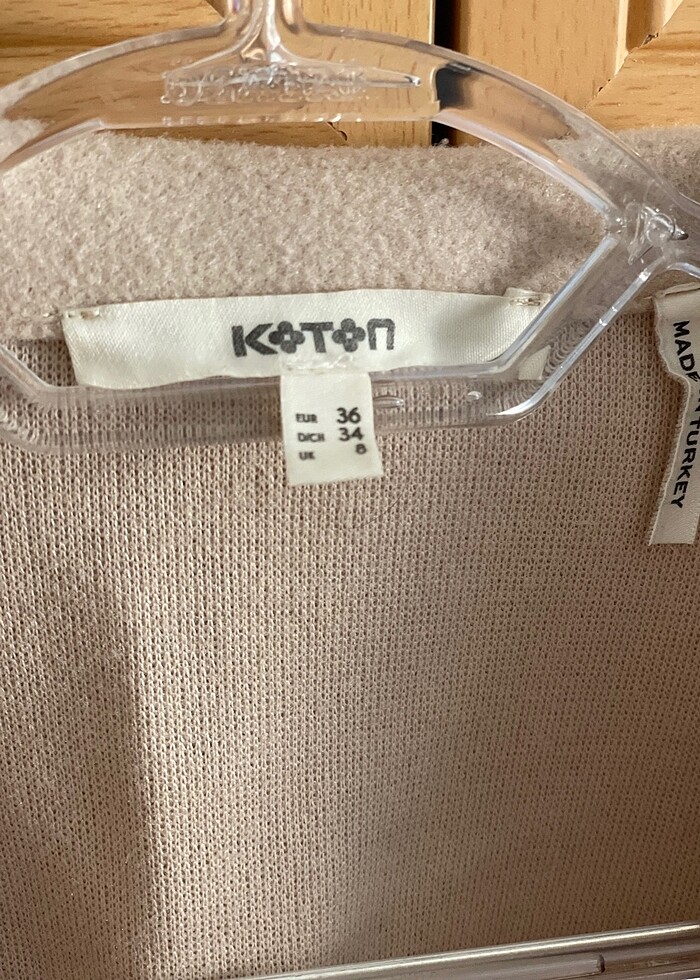 KOTON
EUR 36
D/CH 34
UK 8
MADE TURKEY